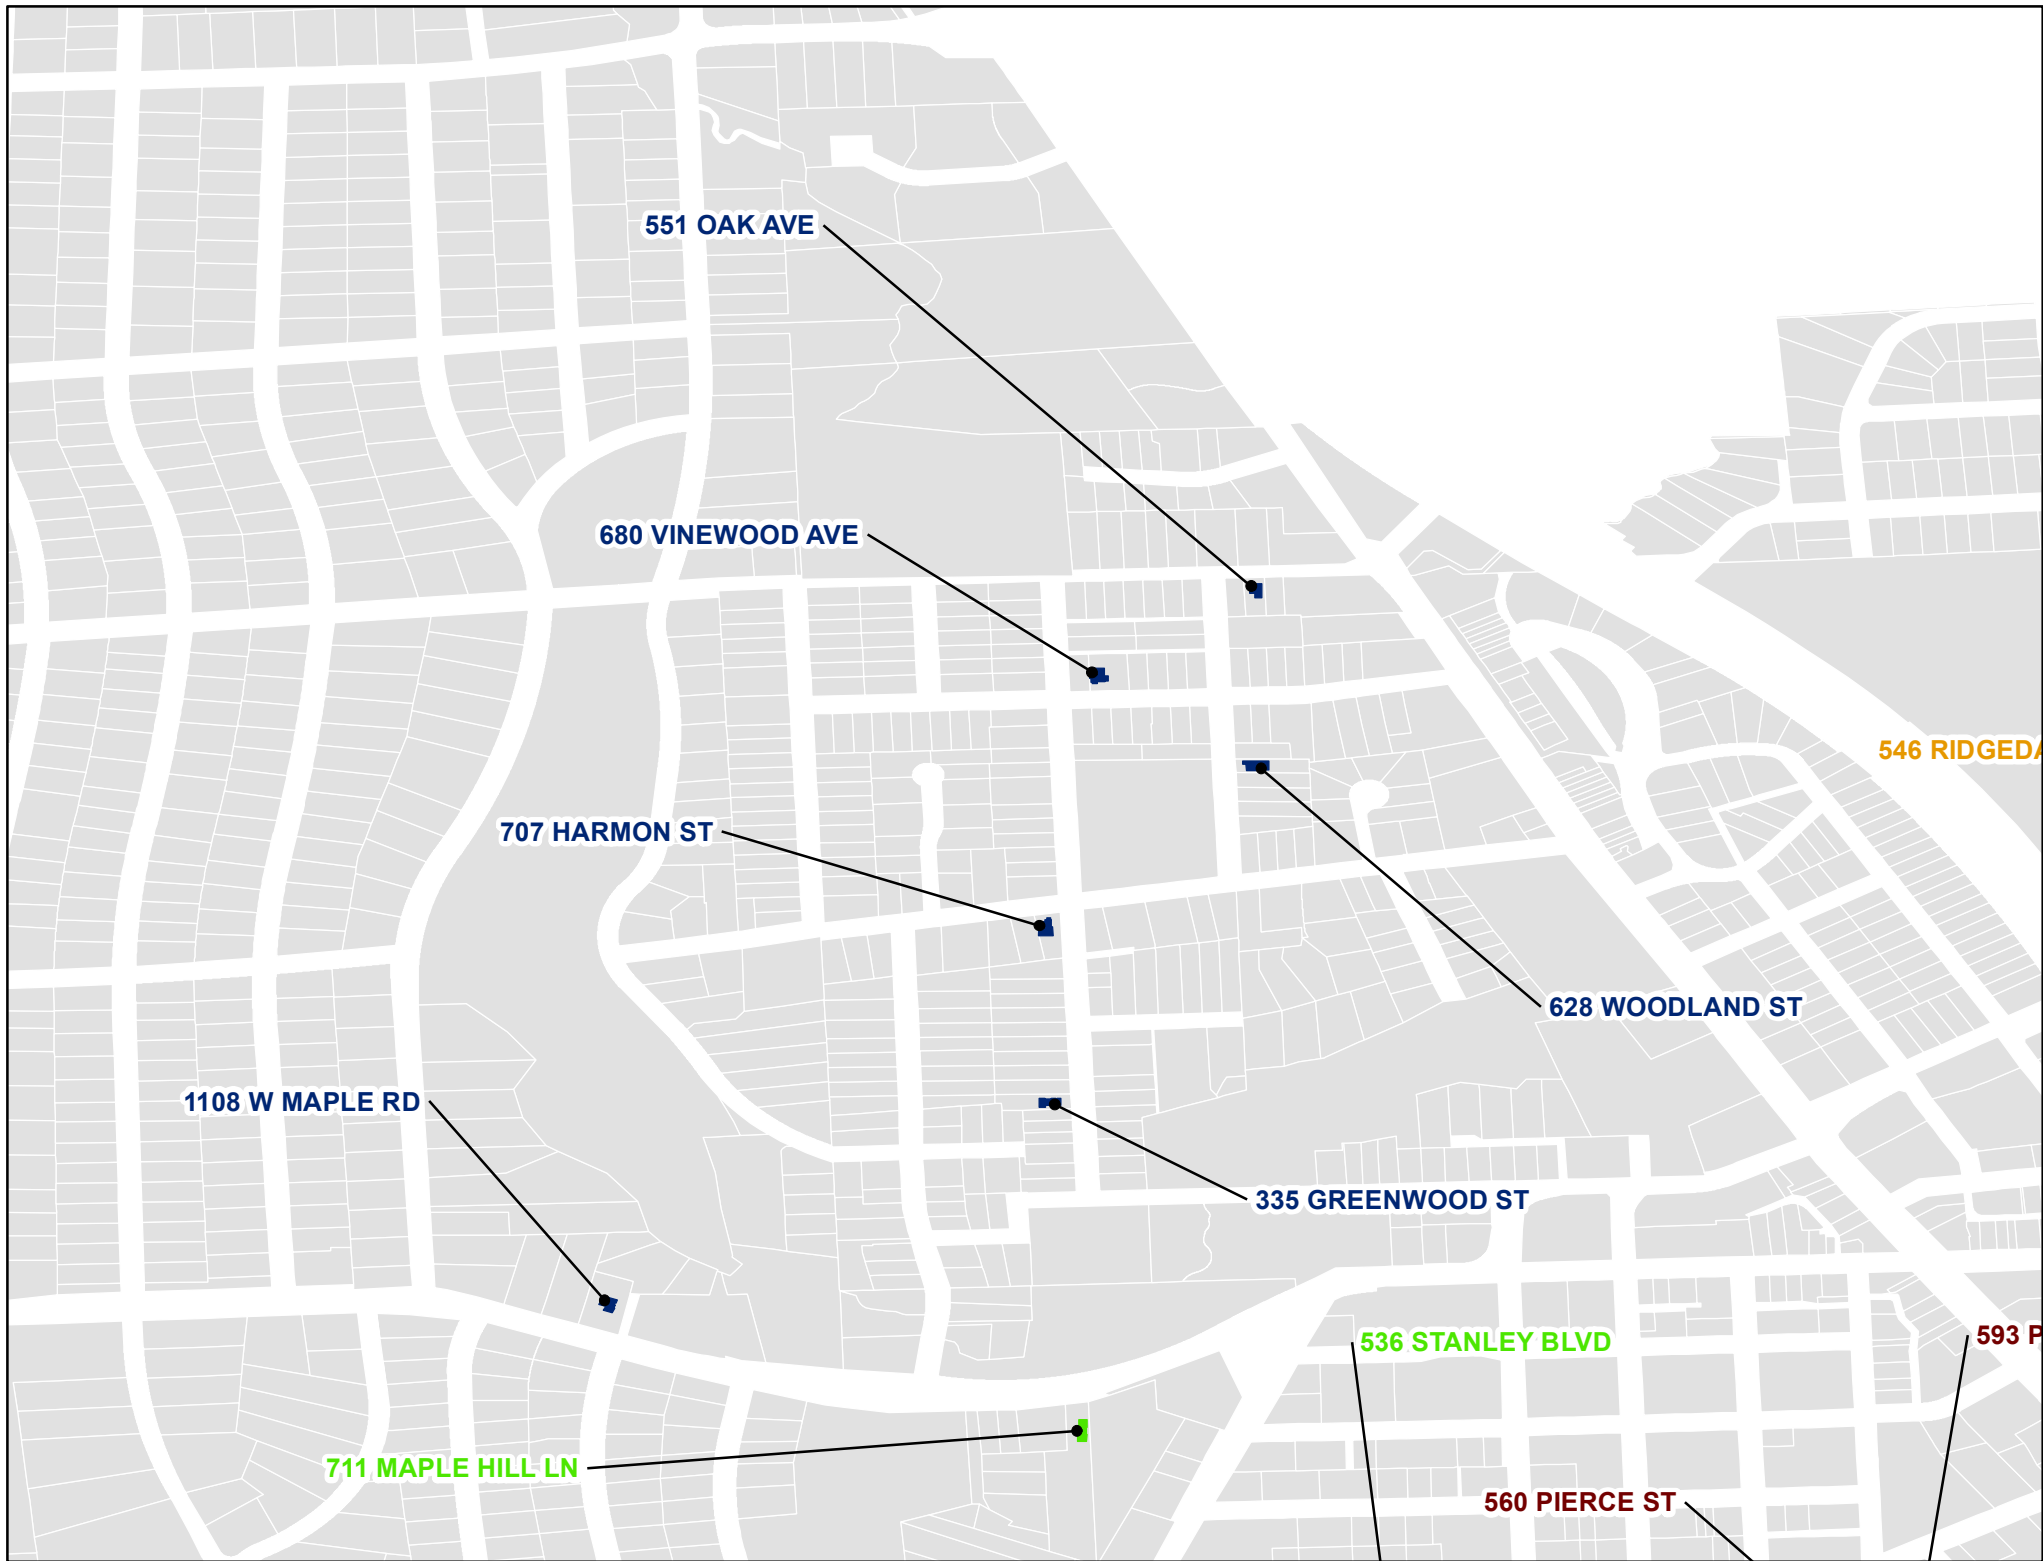 551 OAK AVE
680 VINEWOOD AVE
546 RIDGEDA
707 HARMON ST
628 WOODLAND ST
1108 W MAPLE RD
335 GREENWOOD ST
536 STANLEY BLVD
593 P
711 MAPLE HILL LN
560 PIERCE ST